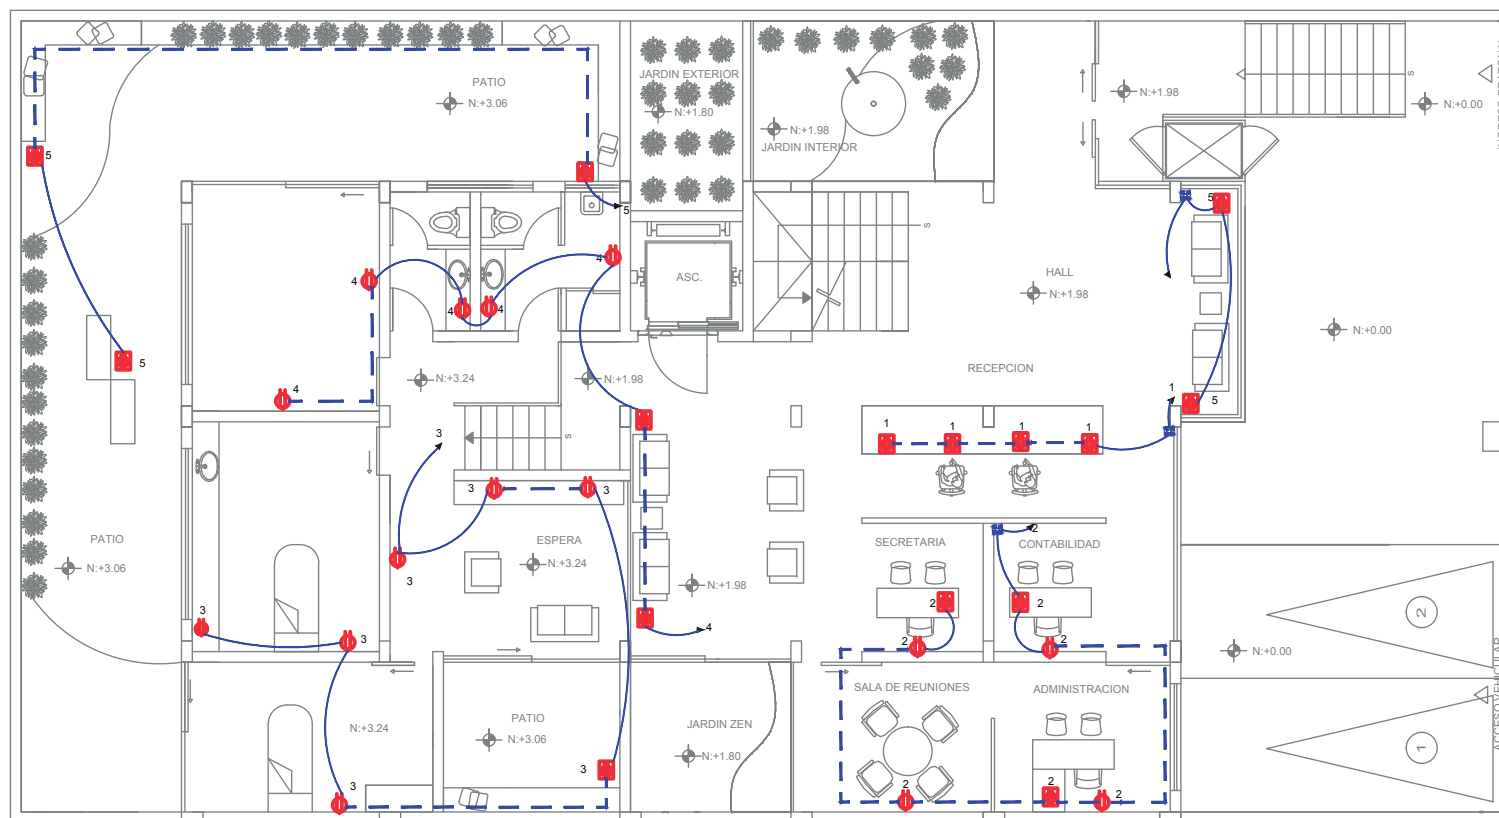 PATIO
N:+3.06
JARDIN EXTERIOR
N:+1.80
N:+1.98
JARDIN INTERIOR
N:+1.98
S
N:+0.00
5
5
5
5
4
4
4
4
4
ASC.
S
HALL
N:+1.98
N:+0.00
RECEPCION
N:+3.24
N:+1.98
1
5
1
1
1
1
3
S
3
3
2
PATIO
N:+3.06
ESPERA
N:+3.24
3
N:+1.98
SECRETARIA
CONTABILIDAD
2
2
3
3
4
2
2
2
N:+0.00
ACCESO VEHICULAR
SALA DE REUNIONES
ADMINISTRACION
N:+3.24
PATIO
N:+3.06
JARDIN ZEN
N:+1.80
1
3
3
2
2
2